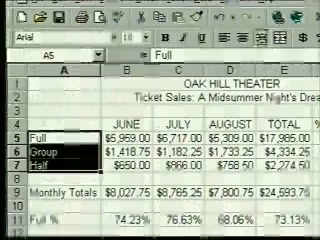 Arial 10 B I U $ %
A5 Full
A B C D E
1 OAK HILL THEATER
2 Ticket Sales: A Midsummer Night's Drea
3
4 JUNE JULY AUGUST TOTAL
5 Full $5,959.00 $6,717.00 $5,309.00 $17,985.00
6 Group $1,418.75 $1,182.25 $1,733.25 $4,334.25
7 Half $650.00 $866.00 $758.50 $2,274.50
8
9 Monthly Totals $8,027.75 $8,765.25 $7,800.75 $24,593.75
10
11 Full % 74.23% 76.63% 68.06% 73.13%